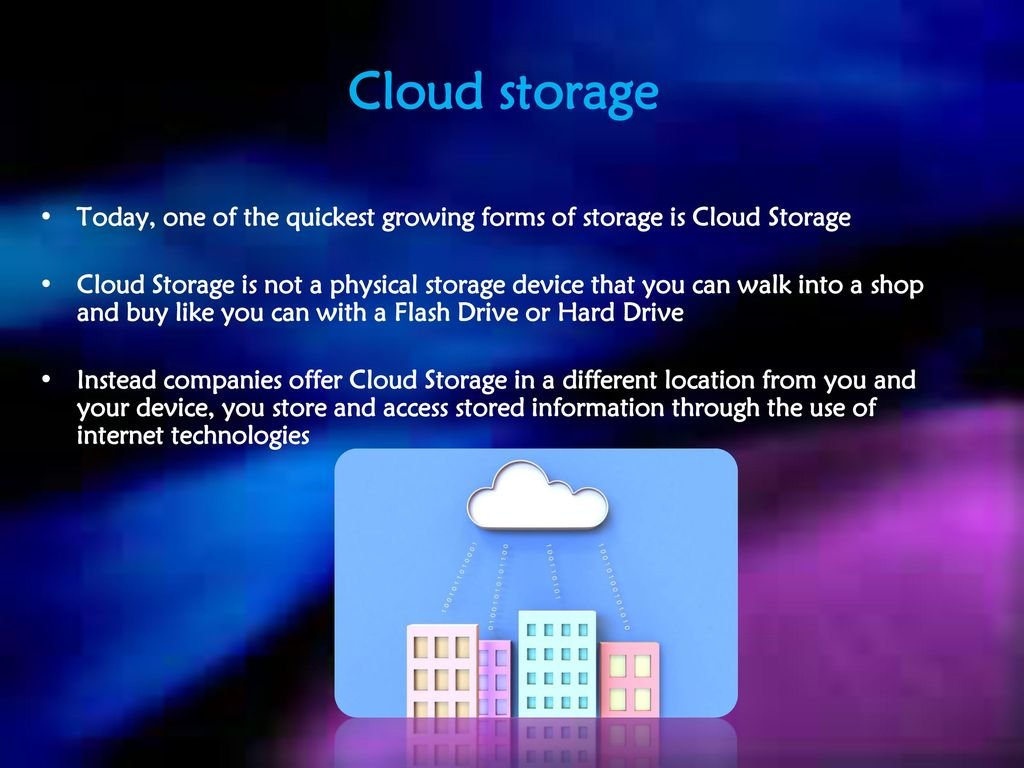 Cloud storage
• Today, one of the quickest growing forms of storage is Cloud Storage
• Cloud Storage is not a physical storage device that you can walk into a shop
and buy like you can with a Flash Drive or Hard Drive
• Instead companies offer Cloud Storage in a different location from you and
your device, you store and access stored information through the use of
internet technologies